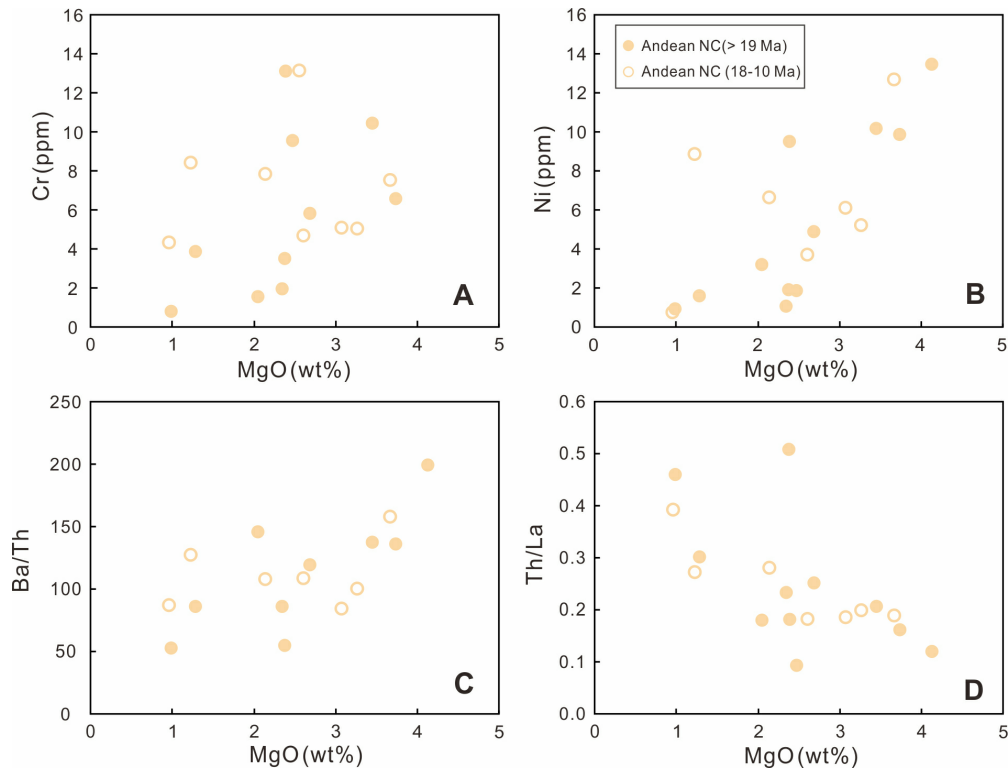 16
14
12
10
8
6
4
2
0
Cr (ppm)
A
0 1 2 3 4 5
MgO (wt%)
16
14
12
10
8
6
4
2
0
Ni (ppm)
Andean NC(> 19 Ma)
Andean NC (18-10 Ma)
B
0 1 2 3 4 5
MgO (wt%)
250
200
150
100
50
0
Ba/Th
C
0 1 2 3 4 5
MgO (wt%)
0.6
0.5
0.4
0.3
0.2
0.1
0.0
Th/La
D
0 1 2 3 4 5
MgO (wt%)